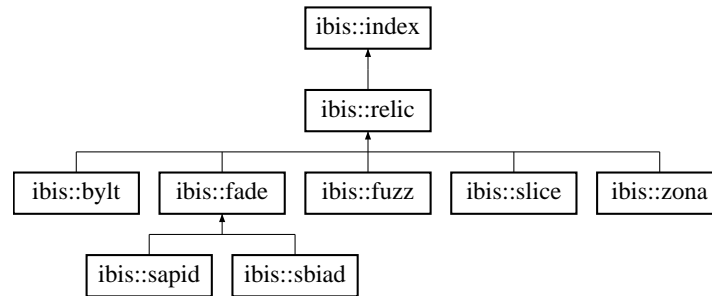 ibis::index
ibis::relic
ibis::bylt ibis::fade ibis::fuzz ibis::slice ibis::zona
ibis::sapid ibis::sbiad